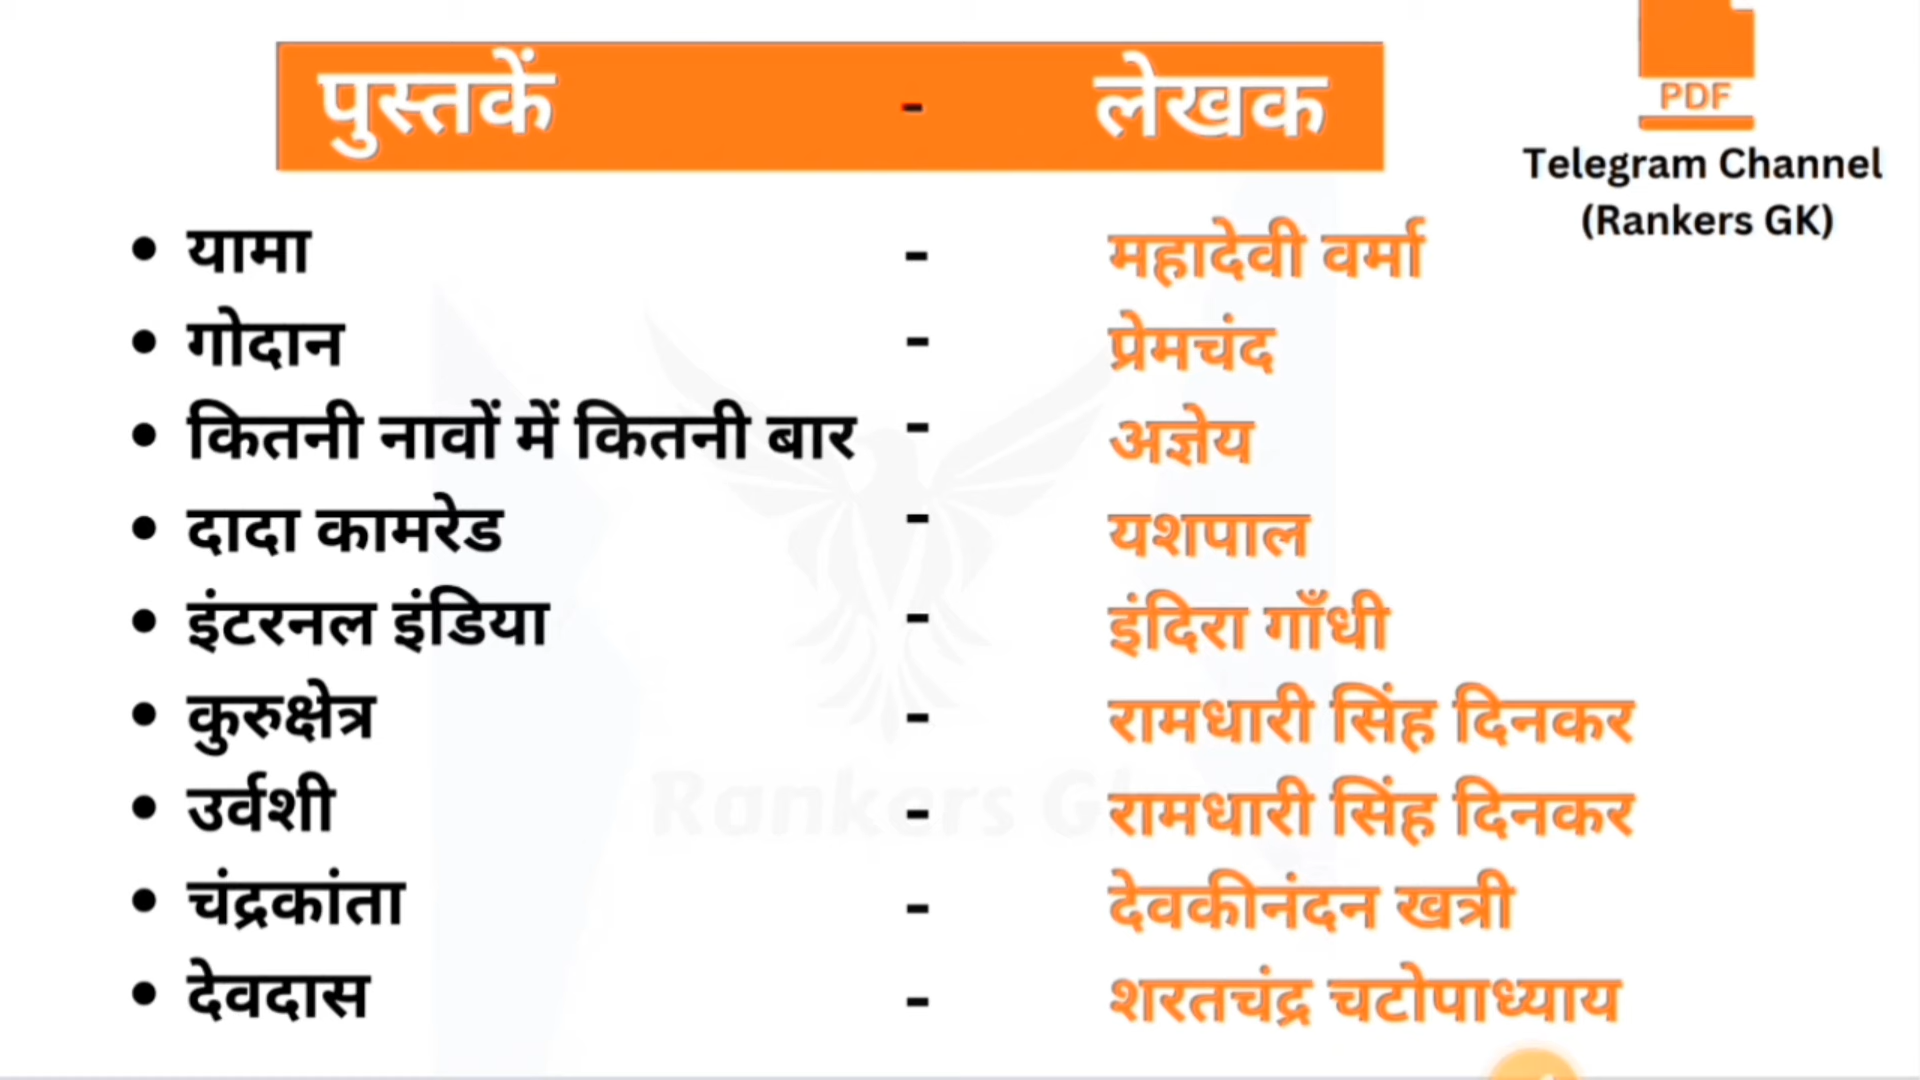 PDF
Telegram Channel
(Rankers GK)
पुस्तकें - लेखक
• यामा - महादेवी वर्मा
• गोदान - प्रेमचंद
• कितनी नावों में कितनी बार - अज्ञेय
• दादा कामरेड - यशपाल
• इंटरनल इंडिया - इंदिरा गाँधी
• कुरुक्षेत्र - रामधारी सिंह दिनकर
• उर्वशी - रामधारी सिंह दिनकर
• चंद्रकांता - देवकीनंदन खत्री
• देवदास - शरतचंद्र चटोपाध्याय
Rankers